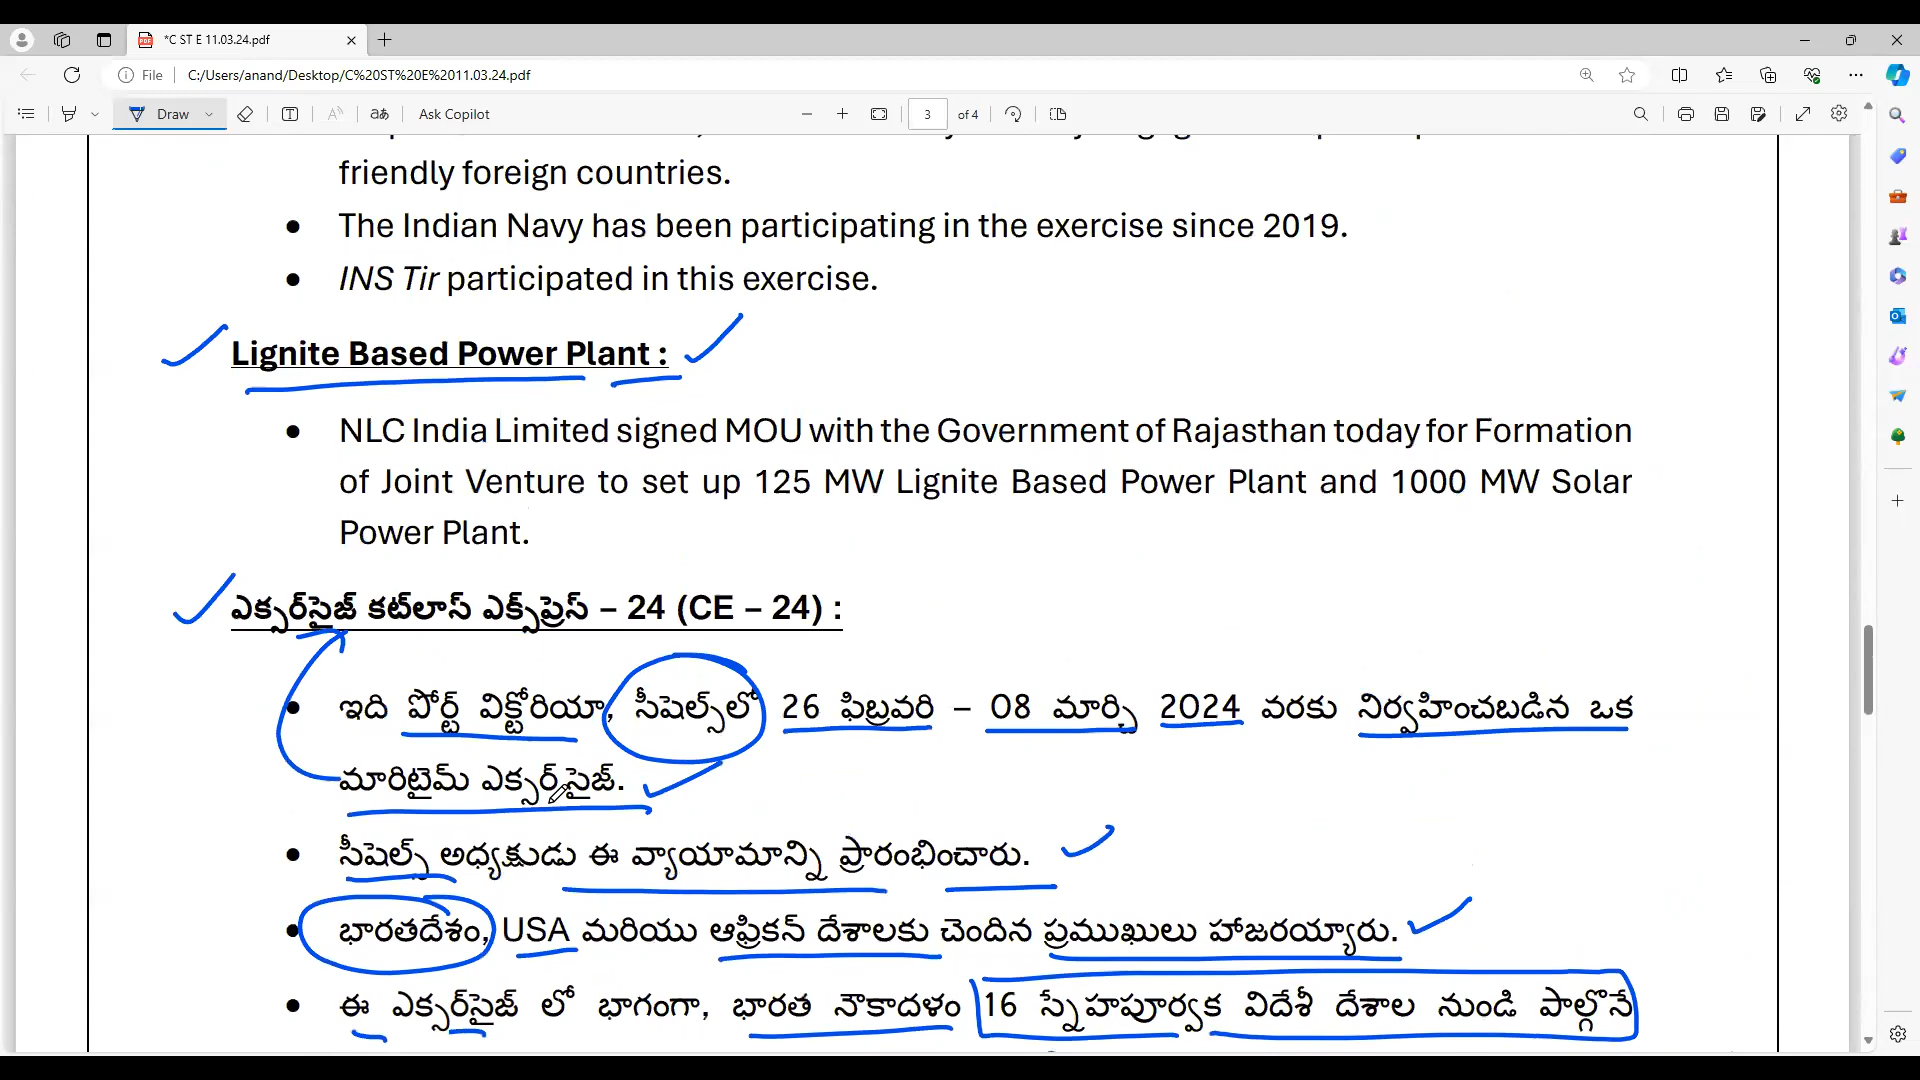 *C ST E 11.03.24.pdf
File
C:/Users/anand/Desktop/C%20ST%20E%2011.03.24.pdf
Draw
Ask Copilot
3 of 4
friendly foreign countries.
• The Indian Navy has been participating in the exercise since 2019.
• INS Tir participated in this exercise.
Lignite Based Power Plant :
• NLC India Limited signed MOU with the Government of Rajasthan today for Formation
of Joint Venture to set up 125 MW Lignite Based Power Plant and 1000 MW Solar
Power Plant.
ఎక్సర్‌సైజ్ కట్‌లాస్ ఎక్స్‌ప్రెస్ – 24 (CE – 24) :
• ఇది పోర్ట్ విక్టోరియా, సీషెల్స్‌లో 26 ఫిబ్రవరి – 08 మార్చి 2024 వరకు నిర్వహించబడిన ఒక
మారిటైమ్ ఎక్సర్‌సైజ్.
• సీషెల్స్ అధ్యక్షుడు ఈ వ్యాయామాన్ని ప్రారంభించారు.
• భారతదేశం, USA మరియు ఆఫ్రికన్ దేశాలకు చెందిన ప్రముఖులు హాజరయ్యారు.
• ఈ ఎక్సర్‌సైజ్ లో భాగంగా, భారత నౌకాదళం 16 స్నేహపూర్వక విదేశీ దేశాల నుండి పాల్గొనే